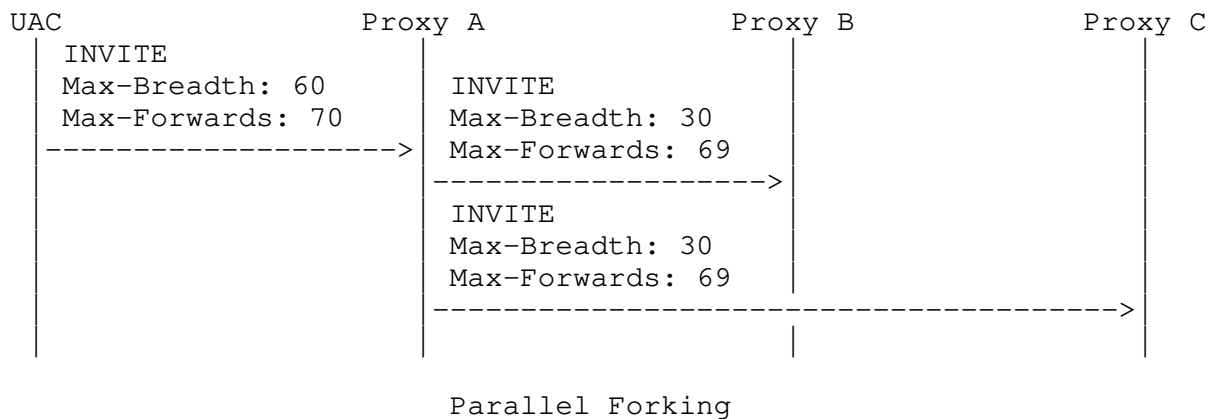 UAC Proxy A Proxy B Proxy C
INVITE
Max-Breadth: 60 INVITE
Max-Forwards: 70 Max-Breadth: 30
Max-Forwards: 69
INVITE
Max-Breadth: 30
Max-Forwards: 69
Parallel Forking